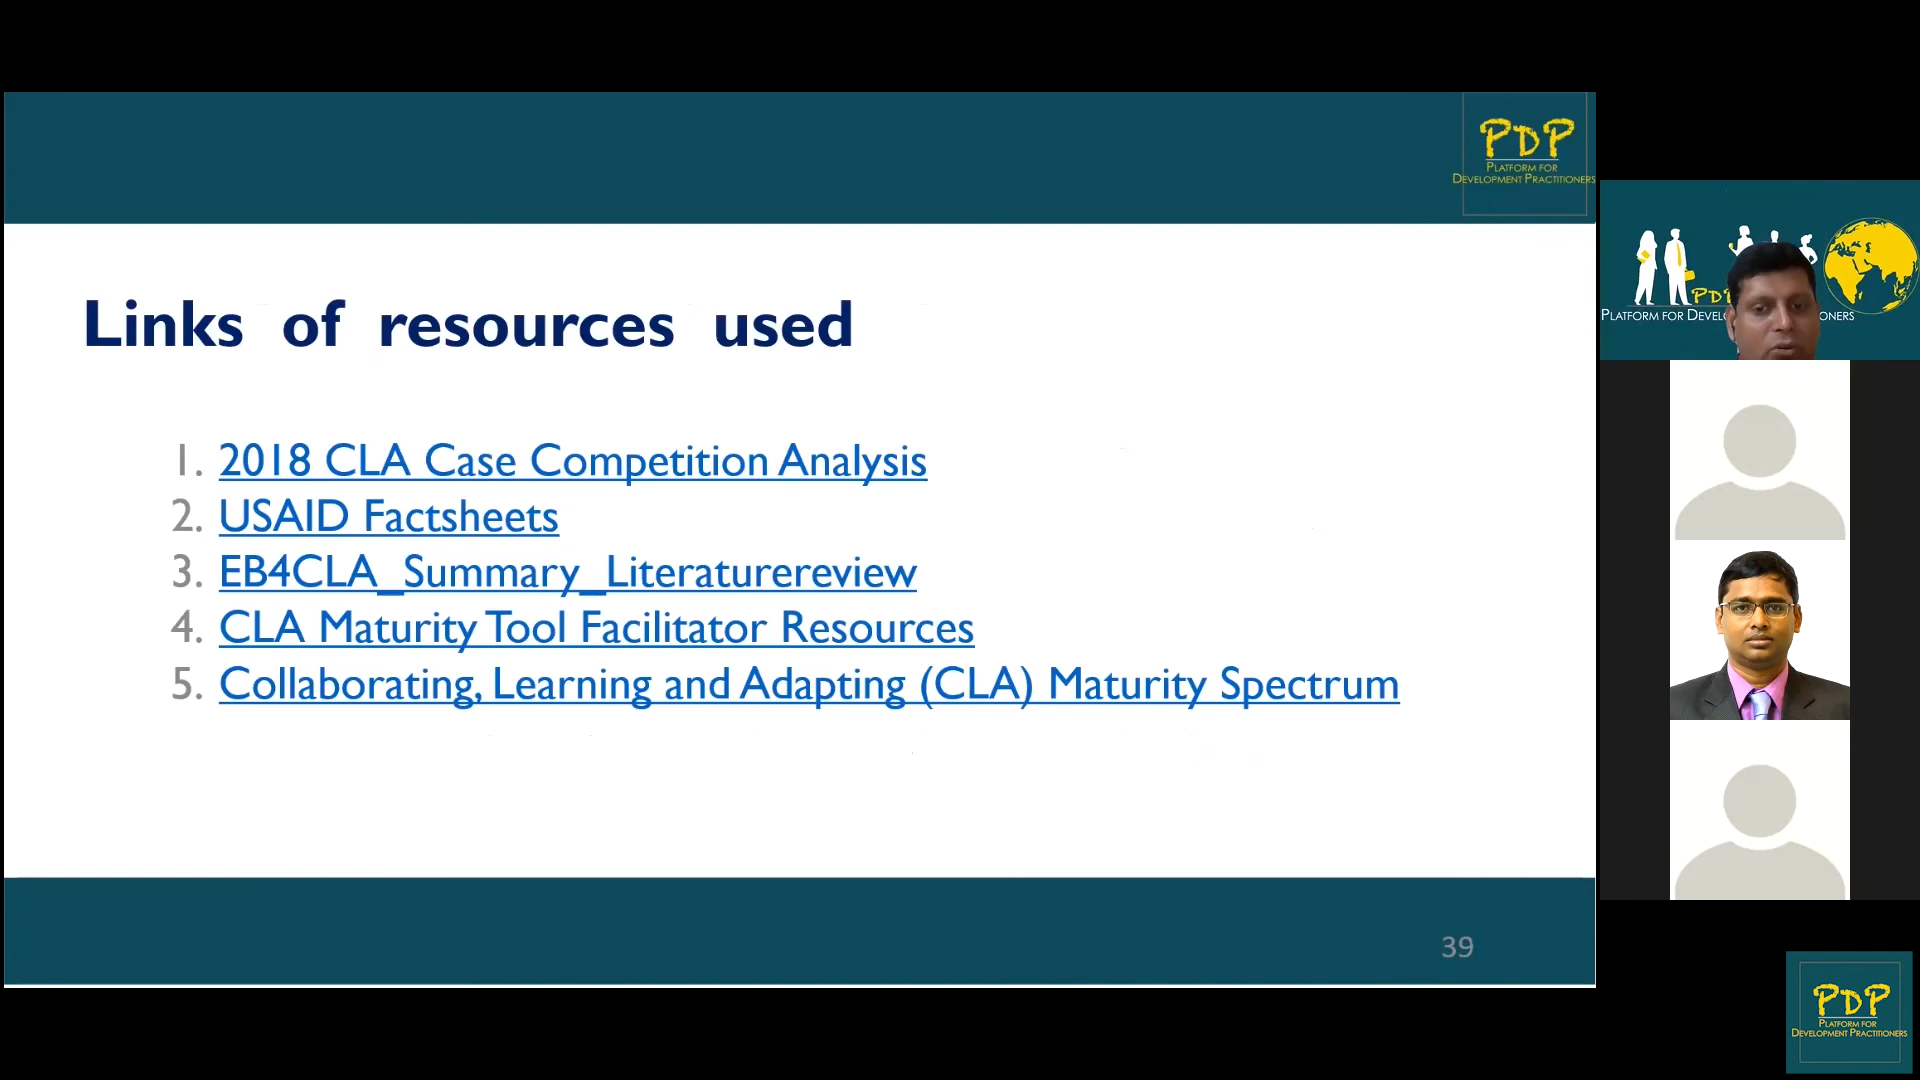 PDP
PLATFORM FOR
DEVELOPMENT PRACTITIONERS
Links of resources used
1. 2018 CLA Case Competition Analysis
2. USAID Factsheets
3. EB4CLA_Summary_Literaturereview
4. CLA Maturity Tool Facilitator Resources
5. Collaborating, Learning and Adapting (CLA) Maturity Spectrum
39
PLATFORM FOR
PDP
PLATFORM FOR
DEVELOPMENT PRACTITIONERS